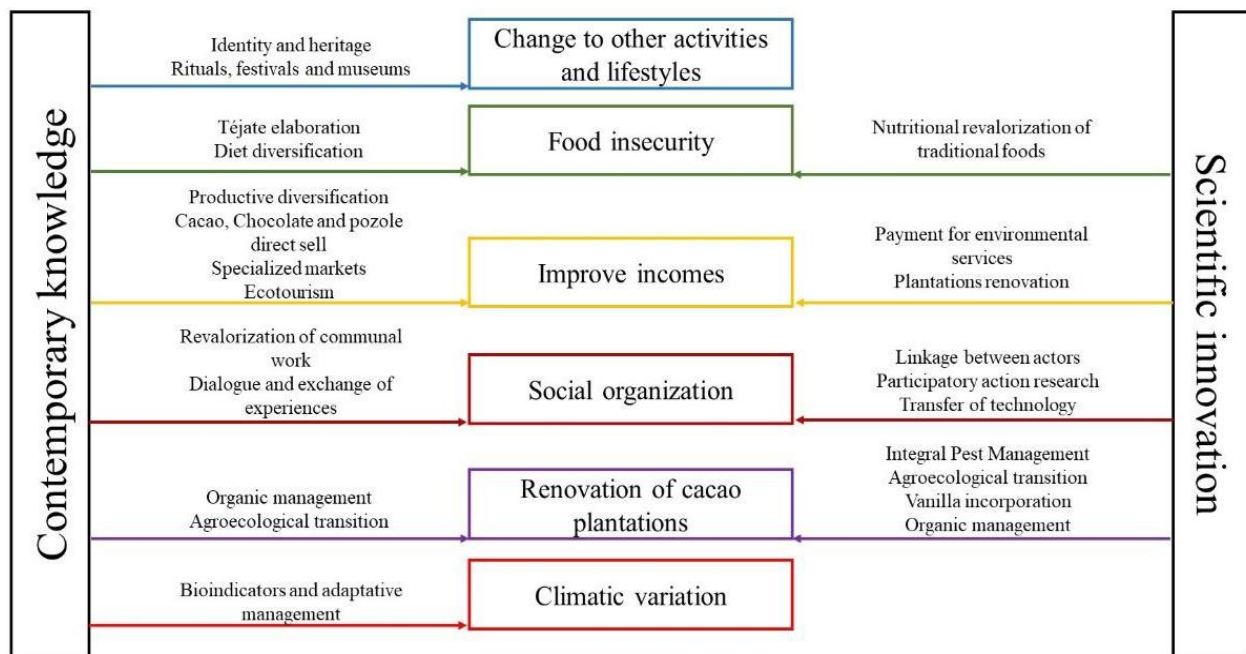 Contemporary knowledge
Identity and heritage
Rituals, festivals and museums
Change to other activities
and lifestyles
Téjate elaboration
Diet diversification
Food insecurity
Nutritional revalorization of
traditional foods
Productive diversification
Cacao, Chocolate and pozole
direct sell
Specialized markets
Ecotourism
Improve incomes
Payment for environmental
services
Plantations renovation
Revalorization of communal
work
Dialogue and exchange of
experiences
Social organization
Linkage between actors
Participatory action research
Transfer of technology
Organic management
Agroecological transition
Renovation of cacao
plantations
Integral Pest Management
Agroecological transition
Vanilla incorporation
Organic management
Bioindicators and adaptative
management
Climatic variation
Scientific innovation